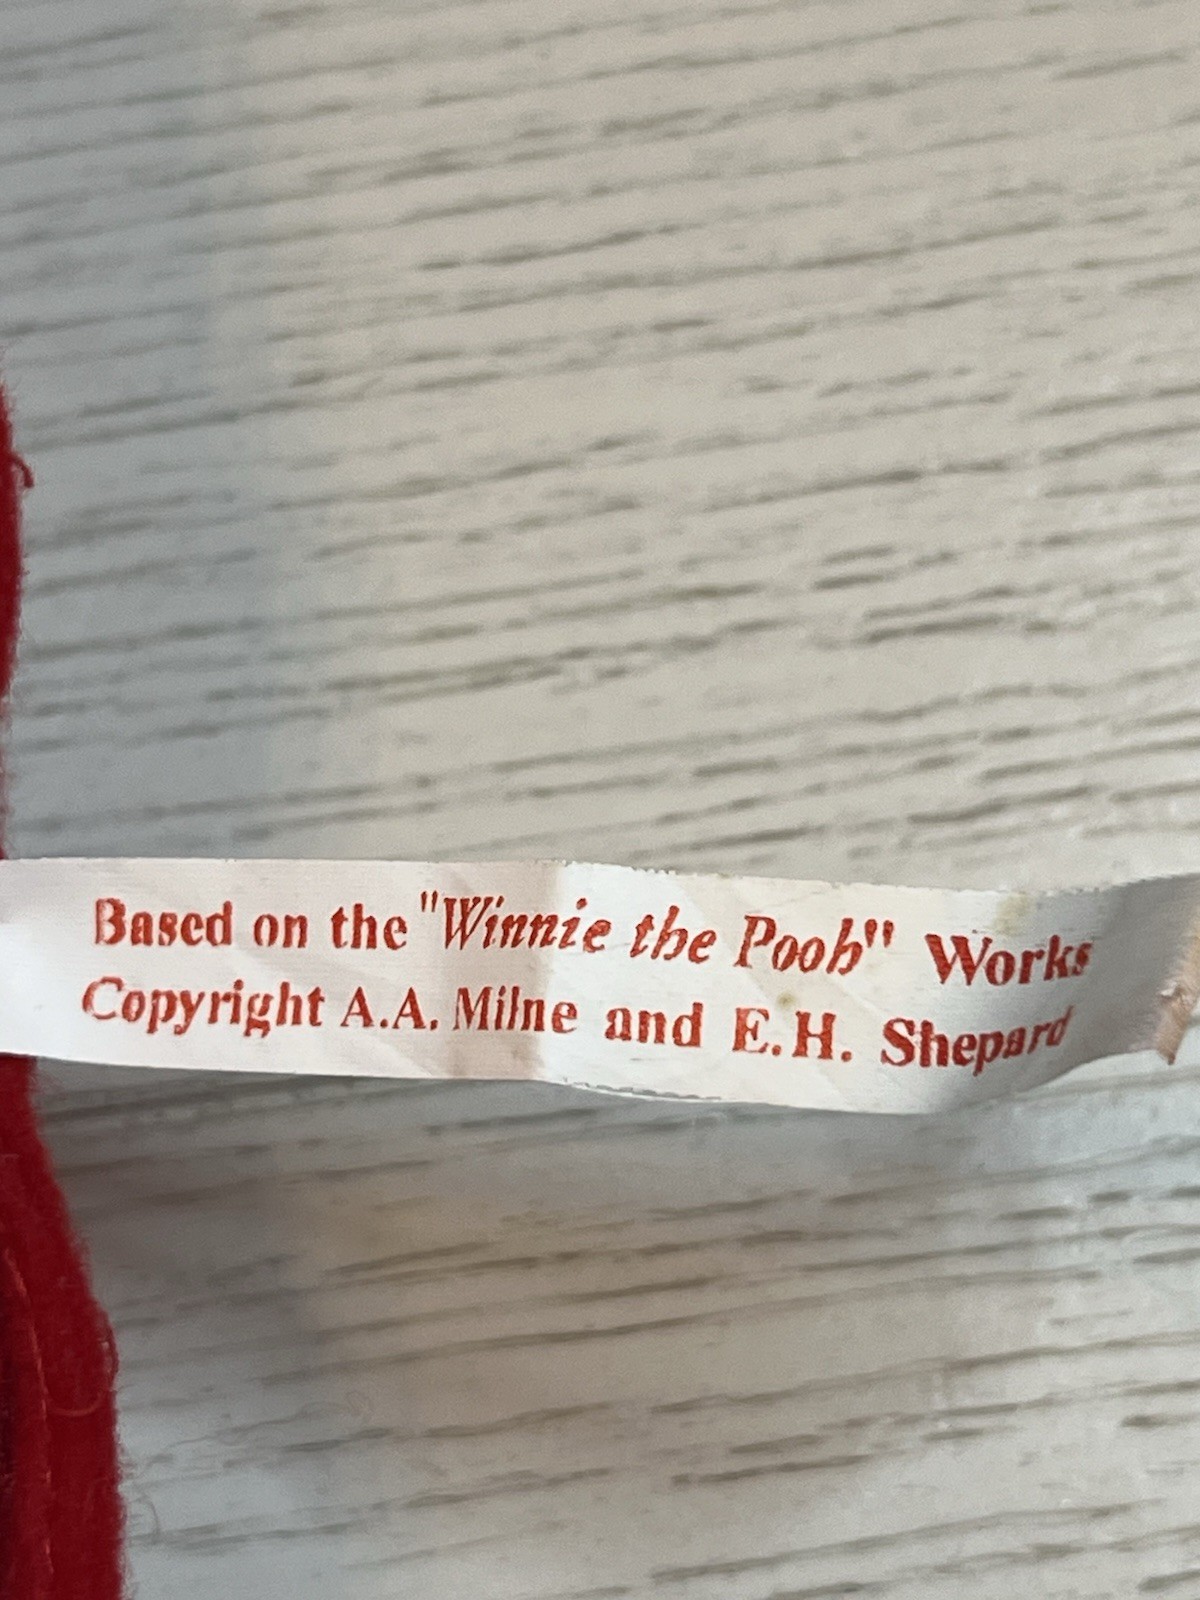 Based on the "Winnie the Pooh" Works
Copyright A.A. Milne and E.H. Shepard